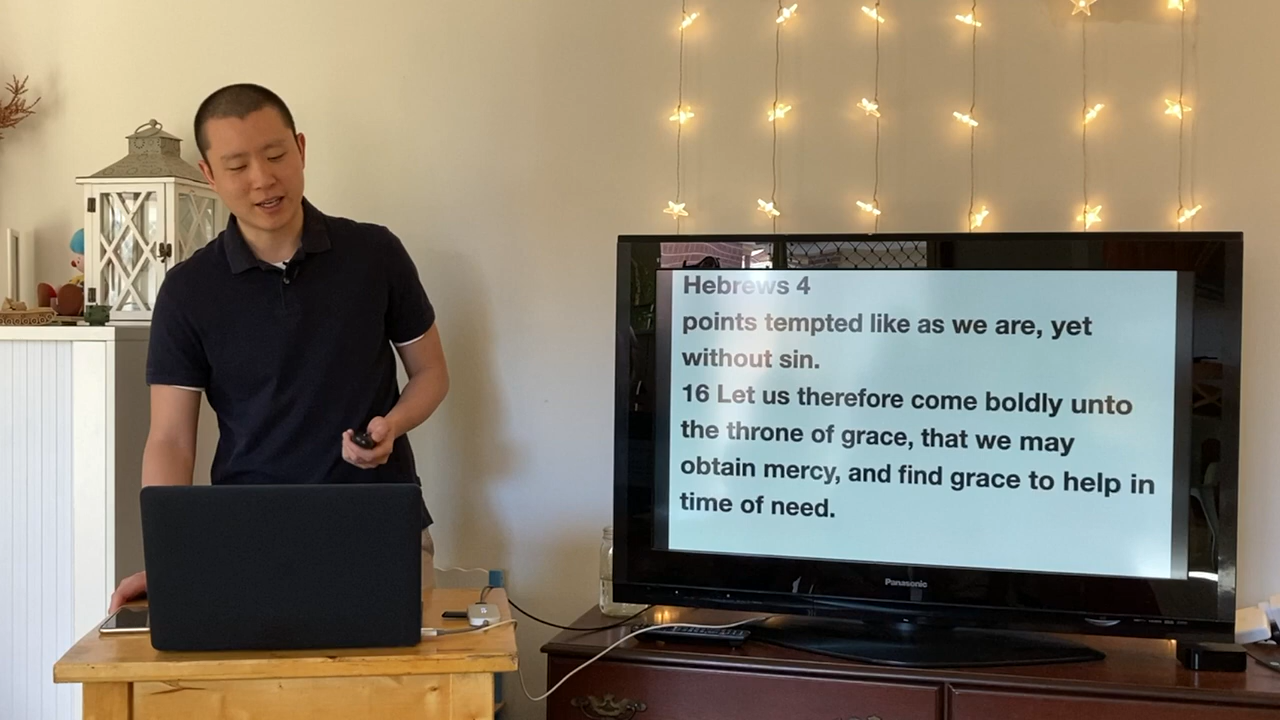 Hebrews 4
points tempted like as we are, yet
without sin.
16 Let us therefore come boldly unto
the throne of grace, that we may
obtain mercy, and find grace to help in
time of need.
Panasonic